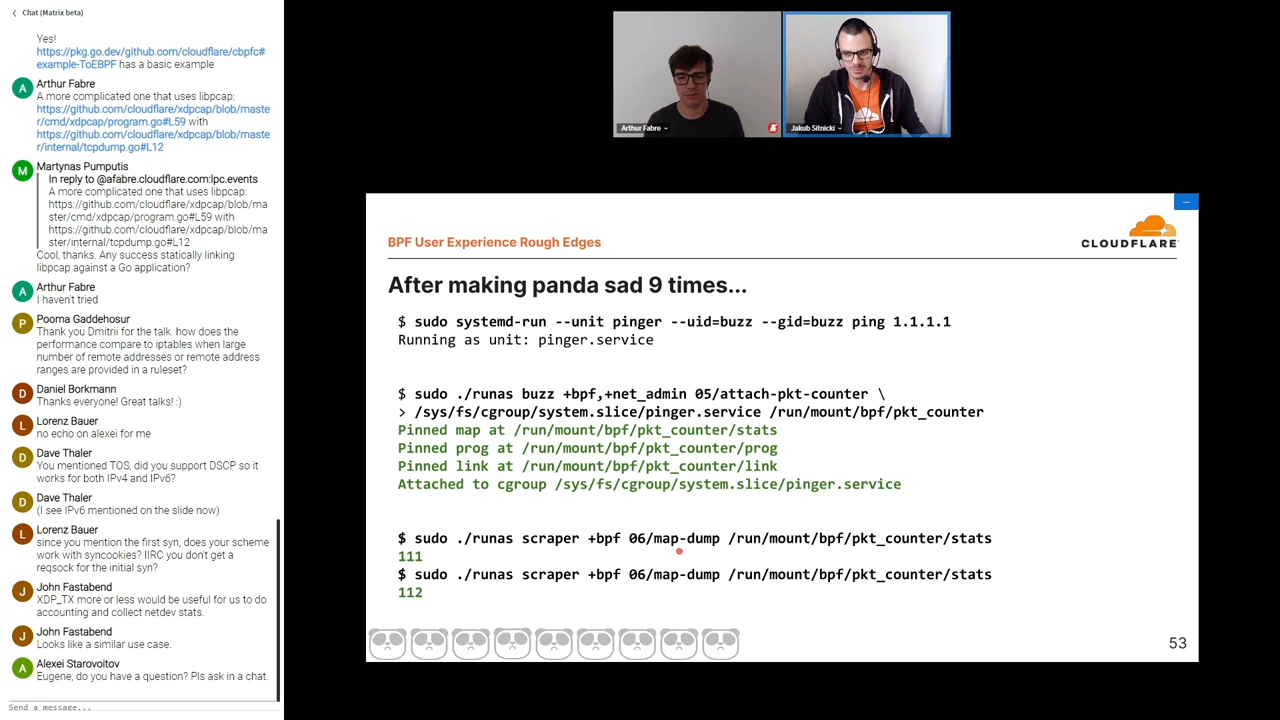 Chat (Matrix beta)
Yes!
https://pkg.go.dev/github.com/cloudflare/cbpfc#
example-ToEBPF has a basic example
A
Arthur Fabre
A more complicated one that uses libpcap:
https://github.com/cloudflare/xdpcap/blob/maste
r/cmd/xdpcap/program.go#L59 with
https://github.com/cloudflare/xdpcap/blob/maste
r/internal/tcpdump.go#L12
M
Martynas Pumputis
In reply to @afabre.cloudflare.com:lpc.events
A more complicated one that uses libpcap:
https://github.com/cloudflare/xdpcap/blob/ma
ster/cmd/xdpcap/program.go#L59 with
https://github.com/cloudflare/xdpcap/blob/ma
ster/internal/tcpdump.go#L12
Cool, thanks. Any success statically linking
libpcap against a Go application?
A
Arthur Fabre
I haven't tried
P
Poorna Gaddehosur
Thank you Dmitrii for the talk. how does the
performance compare to iptables when large
number of remote addresses or remote address
ranges are provided in a ruleset?
D
Daniel Borkmann
Thanks everyone! Great talks! :)
L
Lorenz Bauer
no echo on alexei for me
D
Dave Thaler
You mentioned TOS, did you support DSCP so it
works for both IPv4 and IPv6?
D
Dave Thaler
(I see IPv6 mentioned on the slide now)
L
Lorenz Bauer
since you mention the first syn, does your scheme
work with syncookies? IIRC you don't get a
reqsock for the initial syn?
J
John Fastabend
XDP_TX more or less would be useful for us to do
accounting and collect netdev stats.
J
John Fastabend
Looks like a similar use case.
A
Alexei Starovoitov
Eugene, do you have a question? Pls ask in a chat.
Send a message...
Arthur Fabre
Jakub Sitnicki
BPF User Experience Rough Edges
CLOUDFLARE
After making panda sad 9 times...
$ sudo systemd-run --unit pinger --uid=buzz --gid=buzz ping 1.1.1.1
Running as unit: pinger.service
$ sudo ./runas buzz +bpf,+net_admin 05/attach-pkt-counter \
> /sys/fs/cgroup/system.slice/pinger.service /run/mount/bpf/pkt_counter
Pinned map at /run/mount/bpf/pkt_counter/stats
Pinned prog at /run/mount/bpf/pkt_counter/prog
Pinned link at /run/mount/bpf/pkt_counter/link
Attached to cgroup /sys/fs/cgroup/system.slice/pinger.service
$ sudo ./runas scraper +bpf 06/map-dump /run/mount/bpf/pkt_counter/stats
111
$ sudo ./runas scraper +bpf 06/map-dump /run/mount/bpf/pkt_counter/stats
112
53